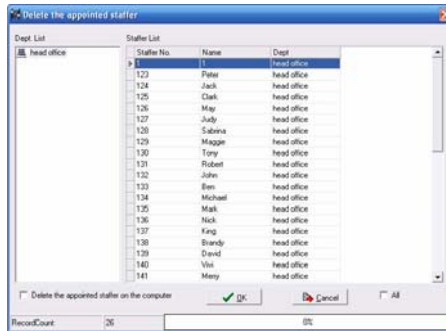 Delete the appointed staffer
Dept. List
Staffer List
head office
Staffer No. Name Dept
1 1 head office
123 Peter head office
124 Jack head office
125 Clark head office
126 May head office
127 Judy head office
128 Sabrina head office
129 Maggie head office
130 Tony head office
131 Robert head office
132 John head office
133 Ben head office
134 Michael head office
135 Mark head office
136 Nick head office
137 King head office
138 Brandy head office
139 David head office
140 Vivi head office
141 Merry head office
Delete the appointed staffer on the computer
OK
Cancel
All
RecordCount 26 0%